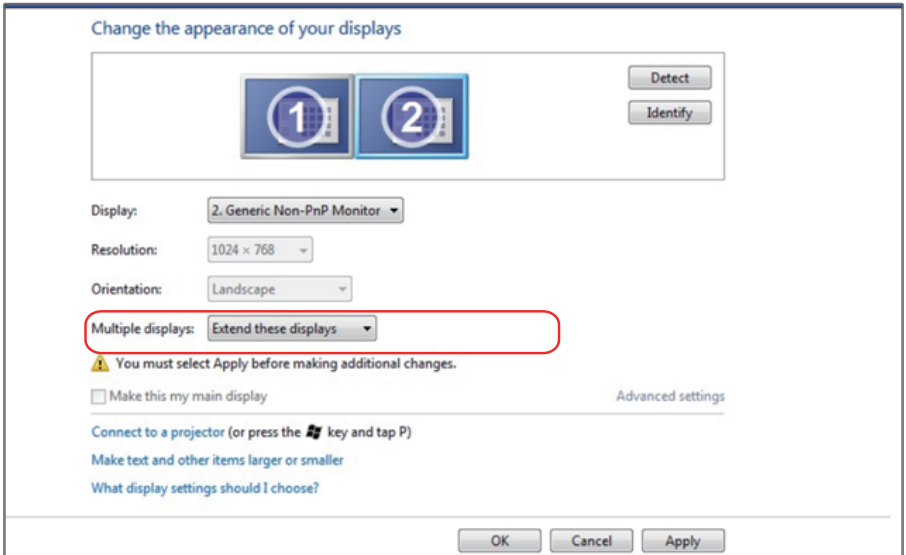 Change the appearance of your displays
1
2
Detect
Identify
Display:
2. Generic Non-PnP Monitor
Resolution:
1024 × 768
Orientation:
Landscape
Multiple displays:
Extend these displays
You must select Apply before making additional changes.
Make this my main display
Advanced settings
Connect to a projector (or press the key and tap P)
Make text and other items larger or smaller
What display settings should I choose?
OK
Cancel
Apply